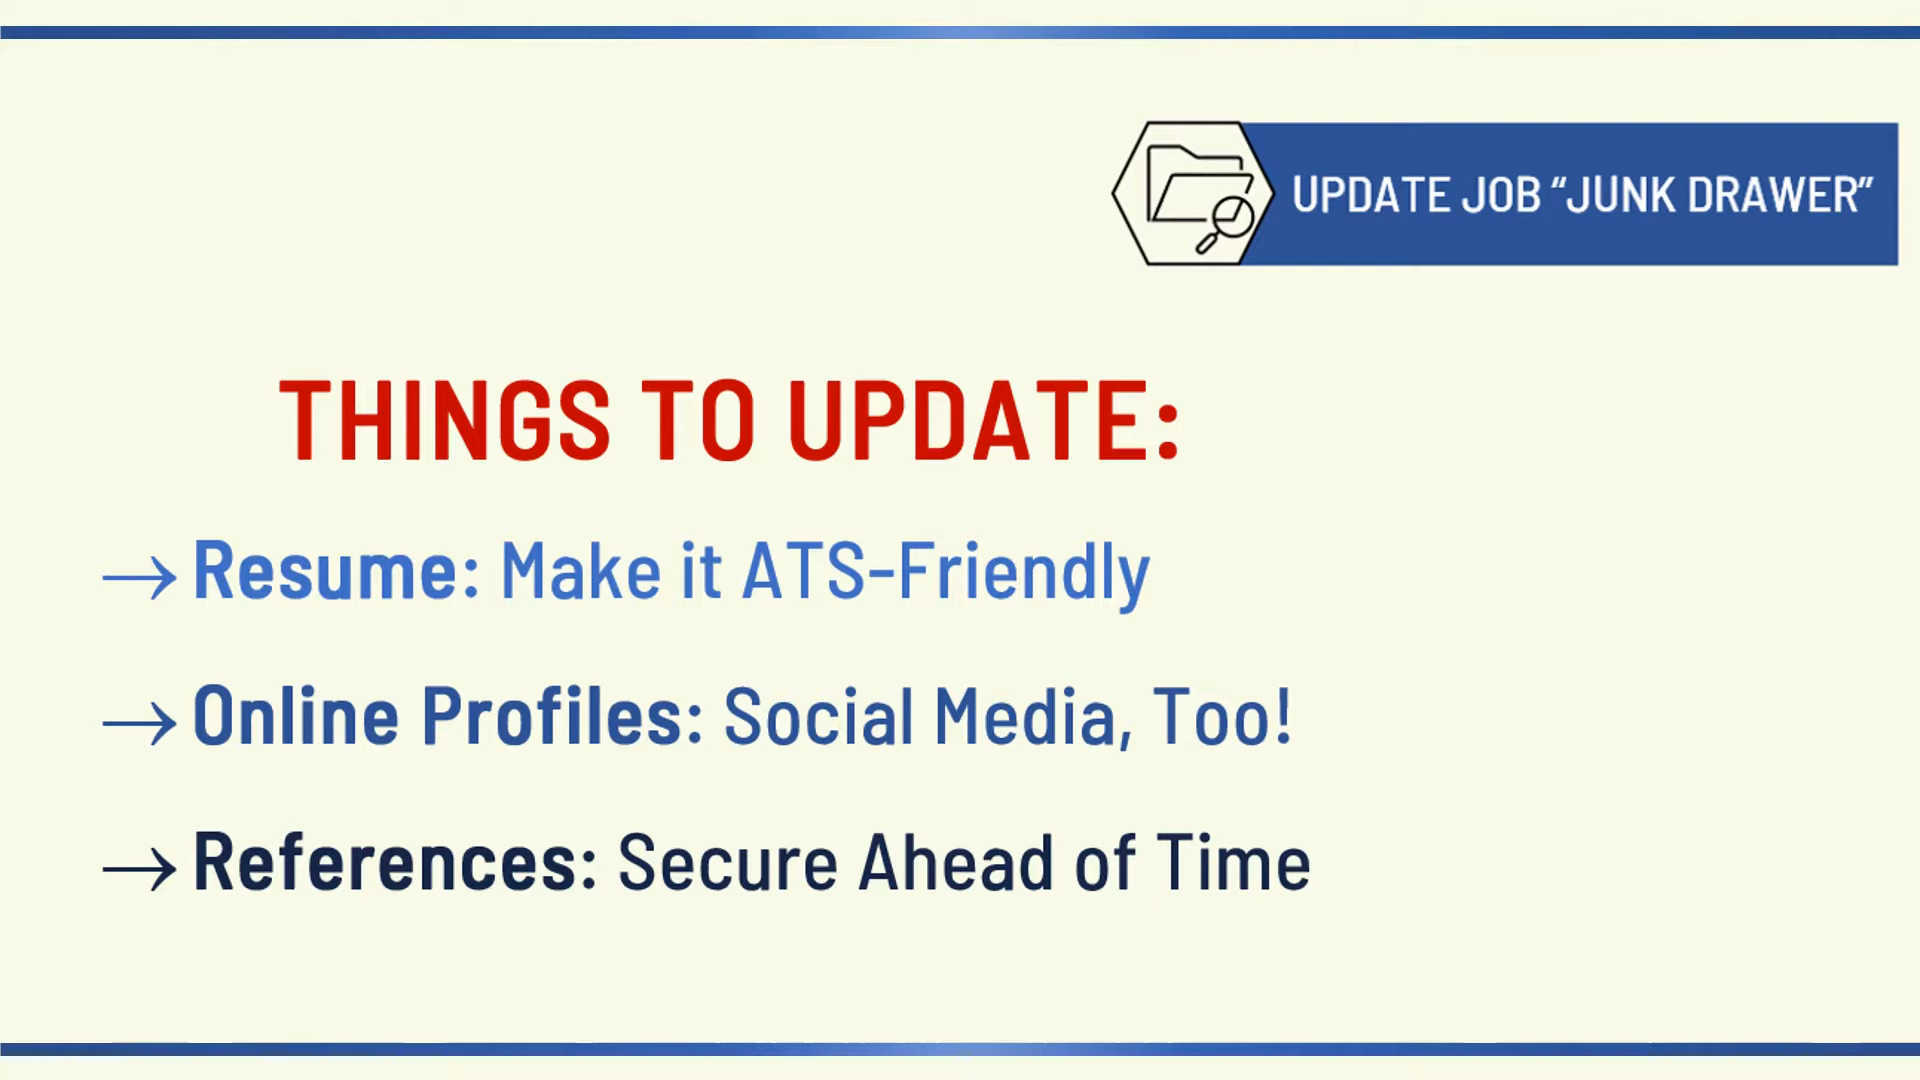 UPDATE JOB “JUNK DRAWER”
THINGS TO UPDATE:
→ Resume: Make it ATS-Friendly
→ Online Profiles: Social Media, Too!
→ References: Secure Ahead of Time